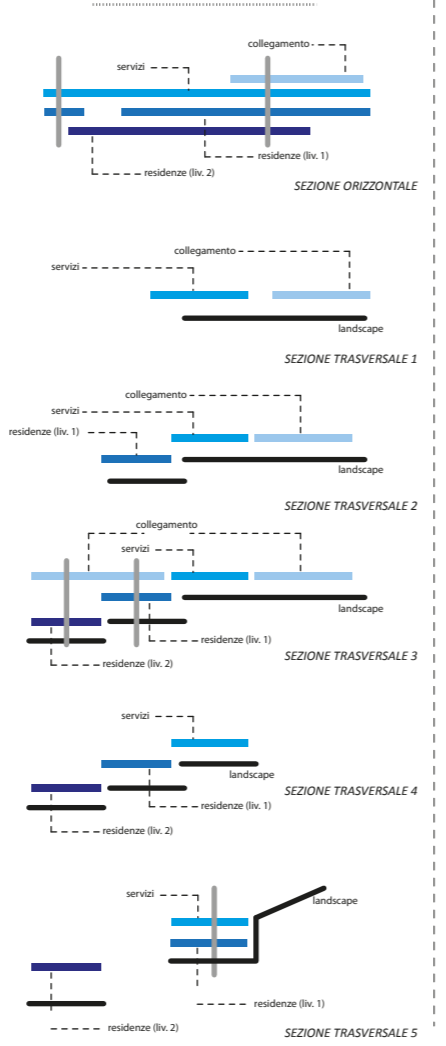 collegamento
servizi
residenze (liv. 1)
residenze (liv. 2)
SEZIONE ORIZZONTALE
collegamento
servizi
landscape
SEZIONE TRASVERSALE 1
collegamento
servizi
residenze (liv. 1)
landscape
SEZIONE TRASVERSALE 2
collegamento
servizi
landscape
residenze (liv. 1)
residenze (liv. 2)
SEZIONE TRASVERSALE 3
servizi
landscape
SEZIONE TRASVERSALE 4
residenze (liv. 1)
residenze (liv. 2)
servizi
landscape
residenze (liv. 1)
residenze (liv. 2)
SEZIONE TRASVERSALE 5